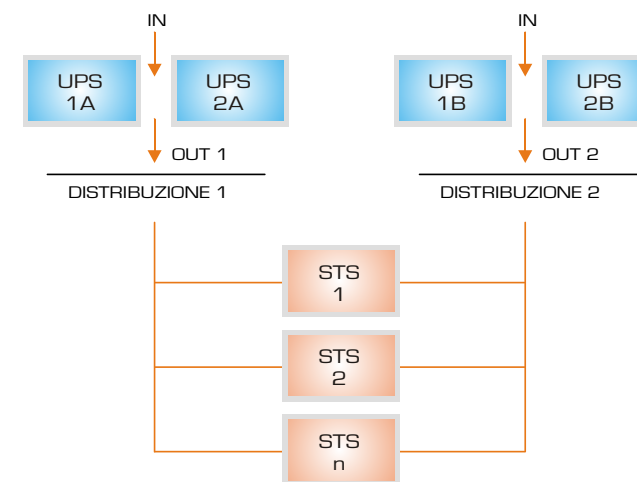 IN
IN
UPS
1A
UPS
2A
UPS
1B
UPS
2B
OUT 1
OUT 2
DISTRIBUZIONE 1
DISTRIBUZIONE 2
STS
1
STS
2
STS
n